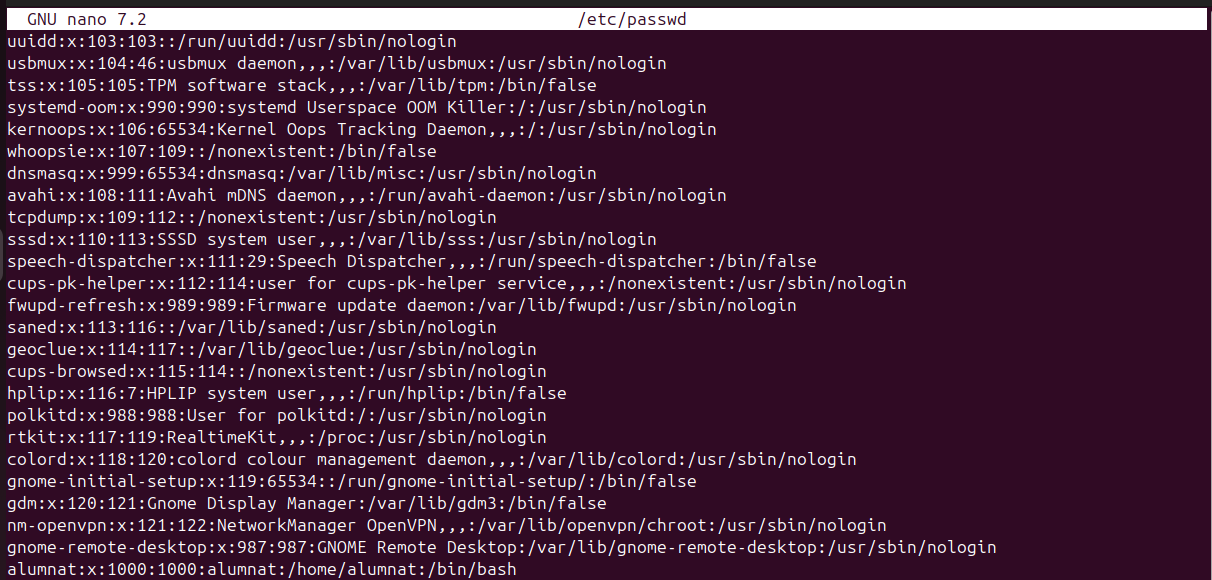 GNU nano 7.2 /etc/passwd
uuidd:x:103:103::/run/uuidd:/usr/sbin/nologin
usbmux:x:104:46:usbmux daemon,,,:/var/lib/usbmux:/usr/sbin/nologin
tss:x:105:105:TPM software stack,,,:/var/lib/tpm:/bin/false
systemd-oom:x:990:990:systemd Userspace OOM Killer:/:/usr/sbin/nologin
kernoops:x:106:65534:Kernel Oops Tracking Daemon,,,:/:/usr/sbin/nologin
whoopsie:x:107:109::/nonexistent:/bin/false
dnsmasq:x:999:65534:dnsmasq:/var/lib/misc:/usr/sbin/nologin
avahi:x:108:111:Avahi mDNS daemon,,,:/run/avahi-daemon:/usr/sbin/nologin
tcpdump:x:109:112::/nonexistent:/usr/sbin/nologin
sssd:x:110:113:SSSD system user,,,:/var/lib/sss:/usr/sbin/nologin
speech-dispatcher:x:111:29:Speech Dispatcher,,,:/run/speech-dispatcher:/bin/false
cups-pk-helper:x:112:114:user for cups-pk-helper service,,,:/nonexistent:/usr/sbin/nologin
fwupd-refresh:x:989:989:Firmware update daemon:/var/lib/fwupd:/usr/sbin/nologin
saned:x:113:116::/var/lib/saned:/usr/sbin/nologin
geoclue:x:114:117::/var/lib/geoclue:/usr/sbin/nologin
cups-browsed:x:115:114::/nonexistent:/usr/sbin/nologin
hplip:x:116:7:HPLIP system user,,,:/run/hplip:/bin/false
polkitd:x:988:988:User for polkitd:/:/usr/sbin/nologin
rtkit:x:117:119:RealtimeKit,,,:/proc:/usr/sbin/nologin
colord:x:118:120:colord colour management daemon,,,:/var/lib/colord:/usr/sbin/nologin
gnome-initial-setup:x:119:65534::/run/gnome-initial-setup/:/bin/false
gdm:x:120:121:Gnome Display Manager:/var/lib/gdm3:/bin/false
nm-openvpn:x:121:122:NetworkManager OpenVPN,,,:/var/lib/openvpn/chroot:/usr/sbin/nologin
gnome-remote-desktop:x:987:987:GNOME Remote Desktop:/var/lib/gnome-remote-desktop:/usr/sbin/nologin
alumnat:x:1000:1000:alumnat:/home/alumnat:/bin/bash